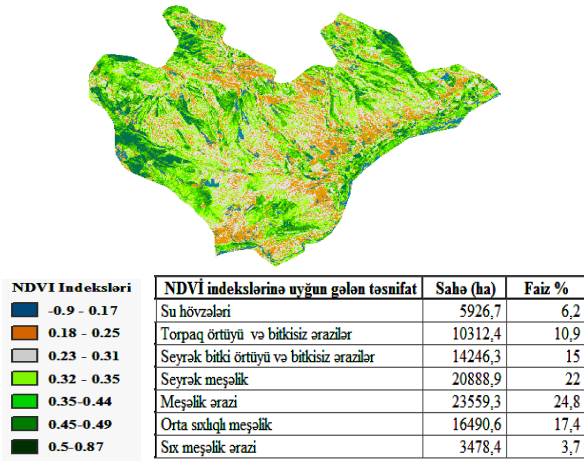 NDVI Indeksləri
-0.9 - 0.17
0.18 - 0.25
0.23 - 0.31
0.32 - 0.35
0.35-0.44
0.45-0.49
0.5-0.87
NDVİ indekslərinə uyğun gələn təsnifat Sahə (ha) Faiz %
Su hövzələri 5926,7 6,2
Torpaq örtüyü və bitkisiz ərazilər 10312,4 10,9
Seyrək bitki örtüyü və bitkisiz ərazilər 14246,3 15
Seyrək meşəlik 20888,9 22
Meşəlik ərazi 23559,3 24,8
Orta sıxlıqlı meşəlik 16490,6 17,4
Sıx meşəlik ərazi 3478,4 3,7